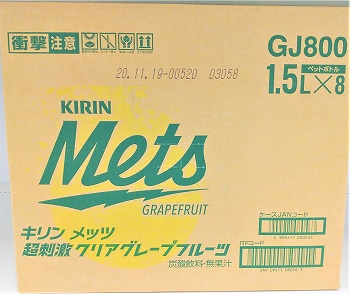 衝撃注意
GJ800
20.11.19-00520 03058
ペットボトル
1.5L×8
KIRIN
Mets
GRAPEFRUIT
キリン メッツ
超刺激クリアグレープフルーツ
炭酸飲料・無果汁
ケースJANコード
ITFコード